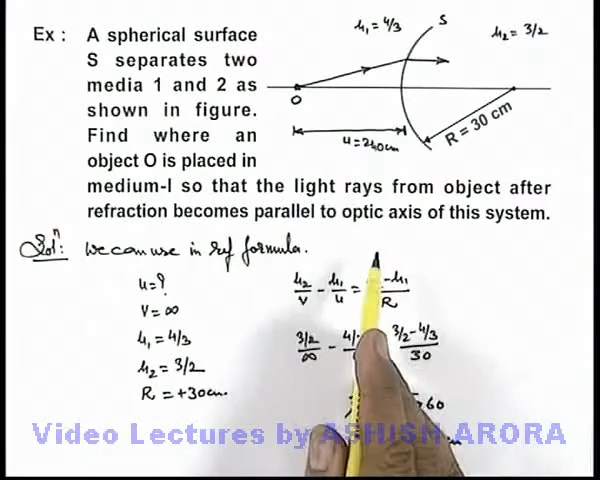 Ex : A spherical surface
S separates two
media 1 and 2 as
shown in figure.
Find where an
object O is placed in
medium-I so that the light rays from object after
refraction becomes parallel to optic axis of this system.
μ₁ = 4/3
S
μ₂ = 3/2
O
u = 240cm
R = 30 cm
Solⁿ: we can use in ref formula.
u = ?
V = ∞
μ₁ = 4/3
μ₂ = 3/2
R = +30cm.
μ₂/V - μ₁/u = -μ₁/R
3/2/∞ - 4/ 3/2-4/3/30
60
Video Lectures by ASHISH ARORA